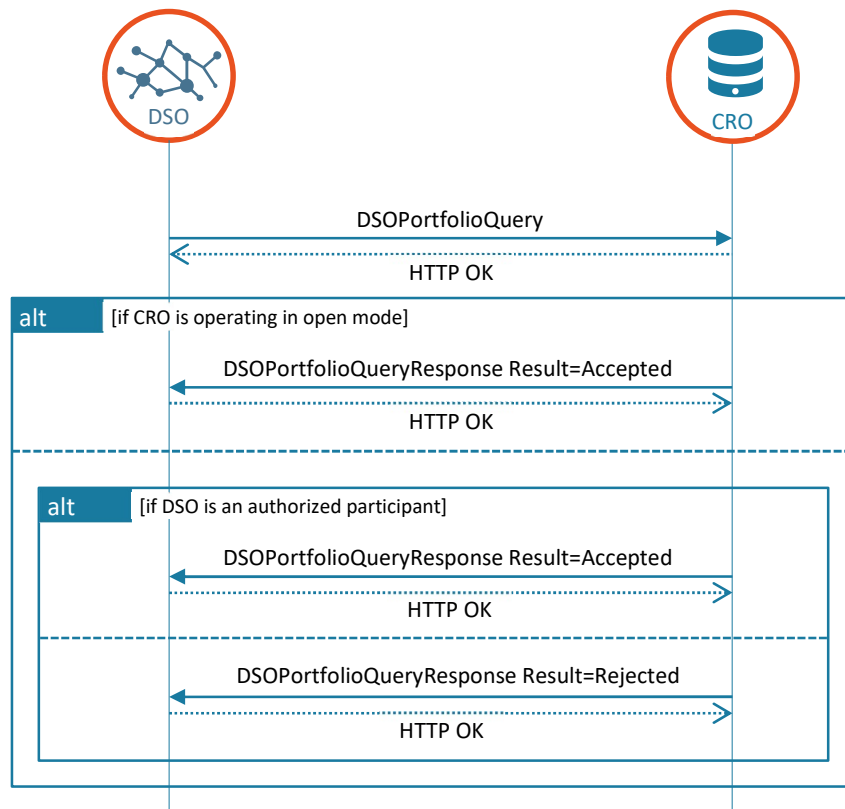 DSO
CRO
DSOPortfolioQuery
HTTP OK
alt
[if CRO is operating in open mode]
DSOPortfolioQueryResponse Result=Accepted
HTTP OK
alt
[if DSO is an authorized participant]
DSOPortfolioQueryResponse Result=Accepted
HTTP OK
DSOPortfolioQueryResponse Result=Rejected
HTTP OK